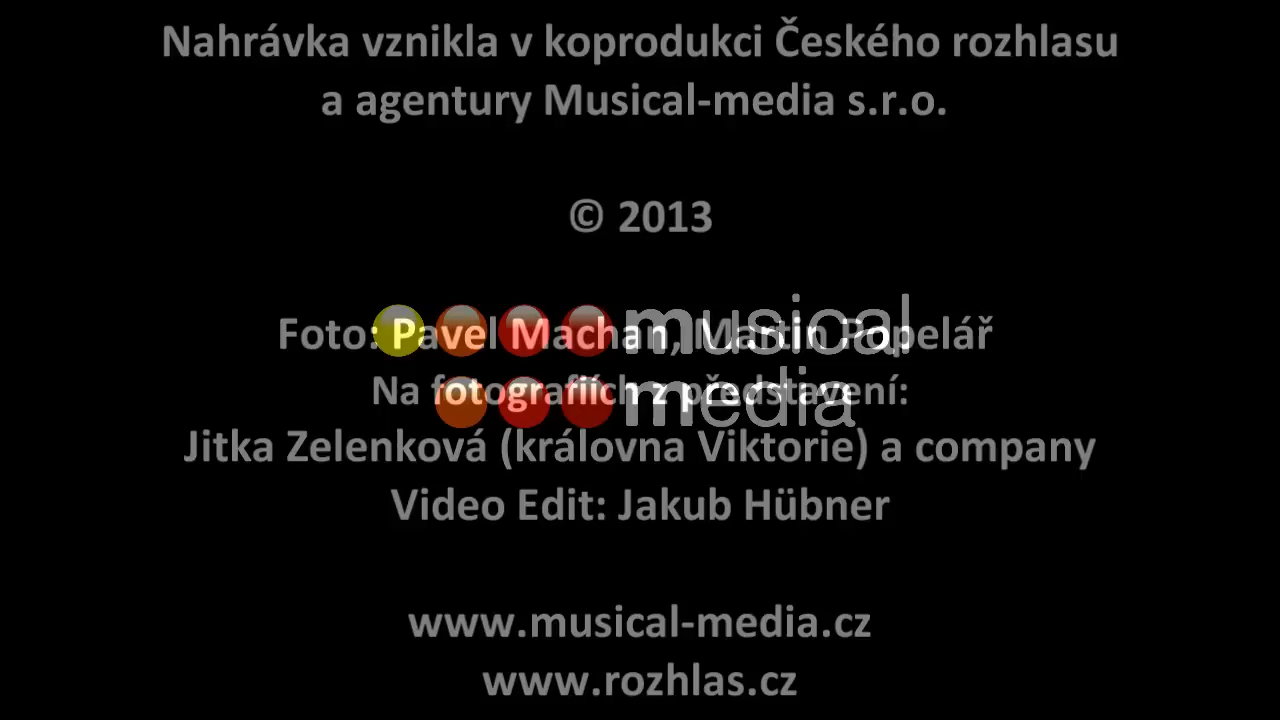 Nahrávka vznikla v koprodukci Českého rozhlasu
a agentury Musical-media s.r.o.
© 2013
Foto: Pavel Machan, Martin Popelář
musical
Na fotografiích z představení:
media
Jitka Zelenková (královna Viktorie) a company
Video Edit: Jakub Hübner
www.musical-media.cz
www.rozhlas.cz